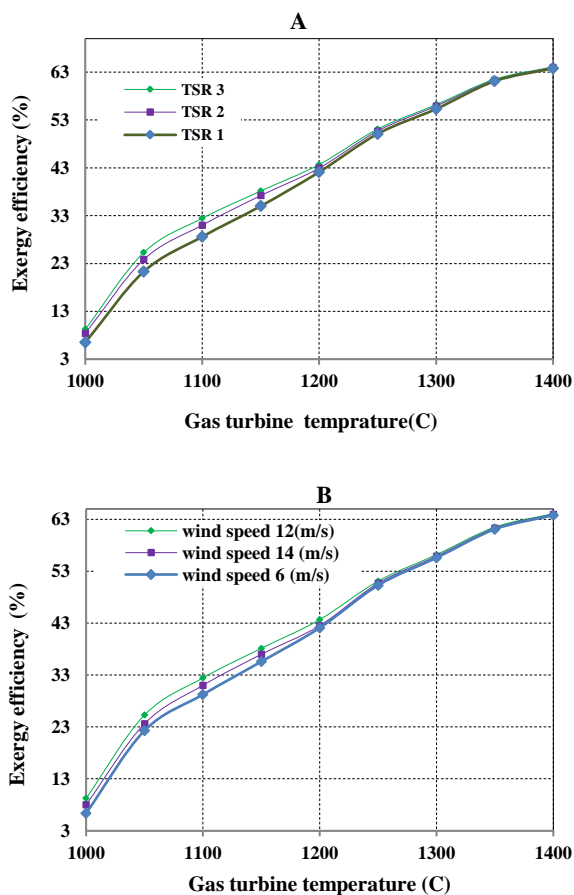 A
Exergy efficiency (%)
63
53
43
33
23
13
3
TSR 3
TSR 2
TSR 1
1000 1100 1200 1300 1400
Gas turbine temprature(C)
B
Exergy efficiency (%)
63
53
43
33
23
13
3
wind speed 12(m/s)
wind speed 14 (m/s)
wind speed 6 (m/s)
1000 1100 1200 1300 1400
Gas turbine temperature (C)